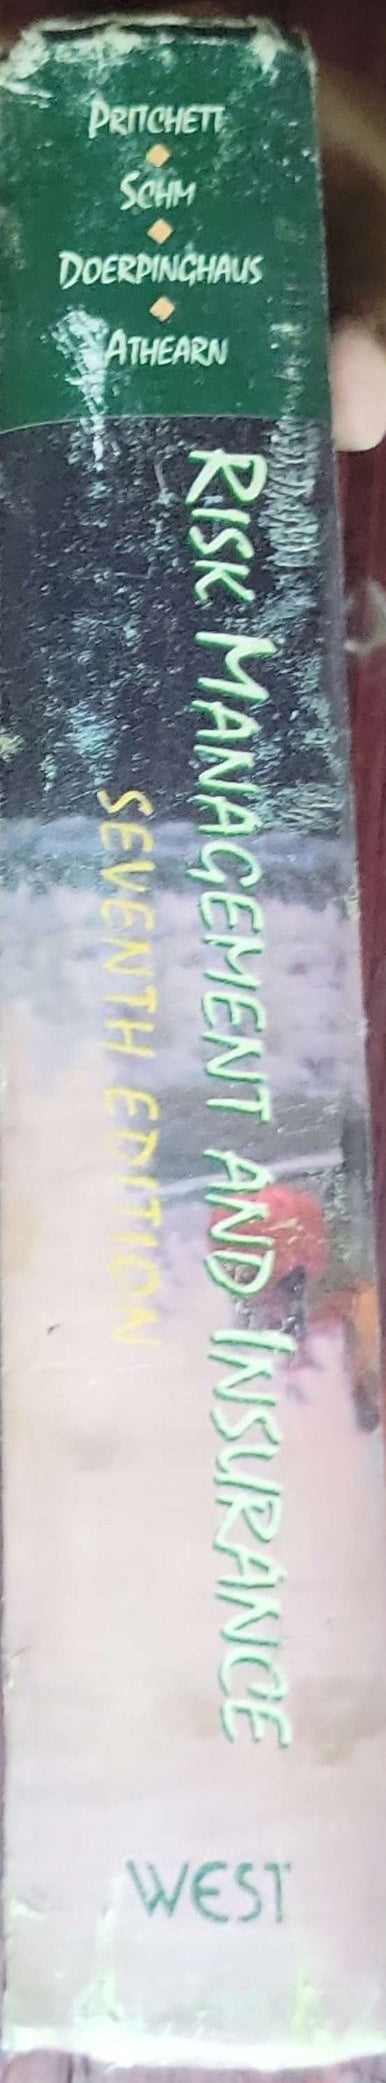 PRITCHETT
SCHM
DOERPINGHAUS
ATHEARN
RISK MANAGEMENT AND INSURANCE
SEVENTH EDITION
WEST